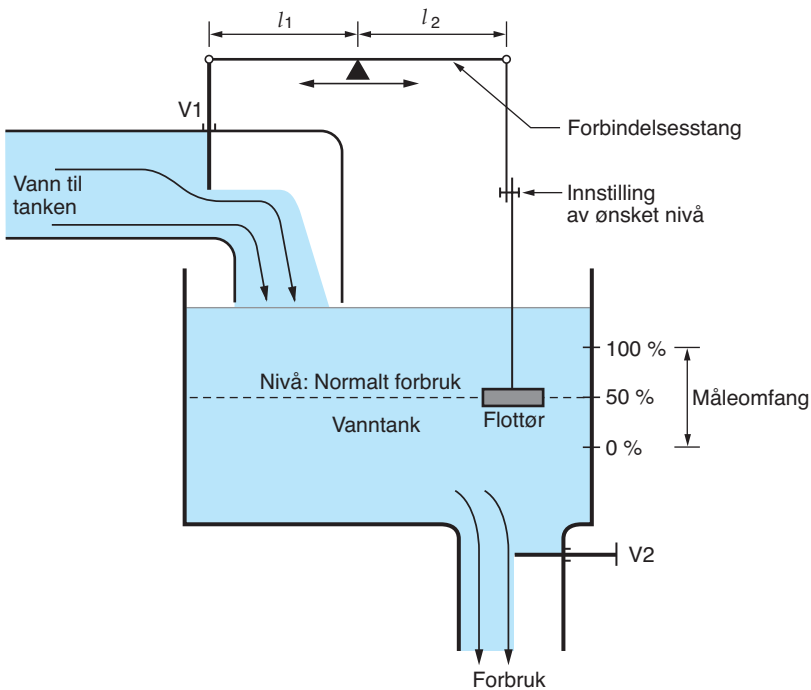 l1
l2
V1
Forbindelsesstang
Vann til
tanken
Innstilling
av ønsket nivå
100 %
Nivå: Normalt forbruk
50 %
Måleomfang
Vanntank
Flottør
0 %
V2
Forbruk